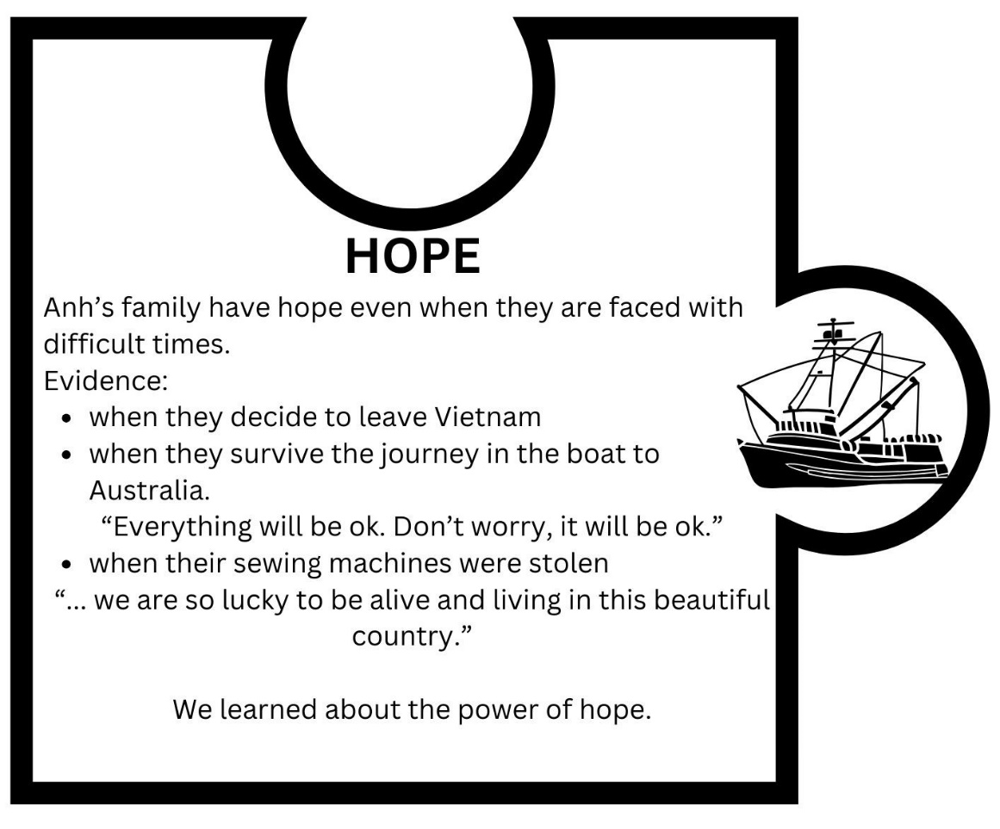 HOPE
Anh’s family have hope even when they are faced with
difficult times.
Evidence:
• when they decide to leave Vietnam
• when they survive the journey in the boat to
Australia.
“Everything will be ok. Don’t worry, it will be ok.”
• when their sewing machines were stolen
“... we are so lucky to be alive and living in this beautiful
country.”
We learned about the power of hope.